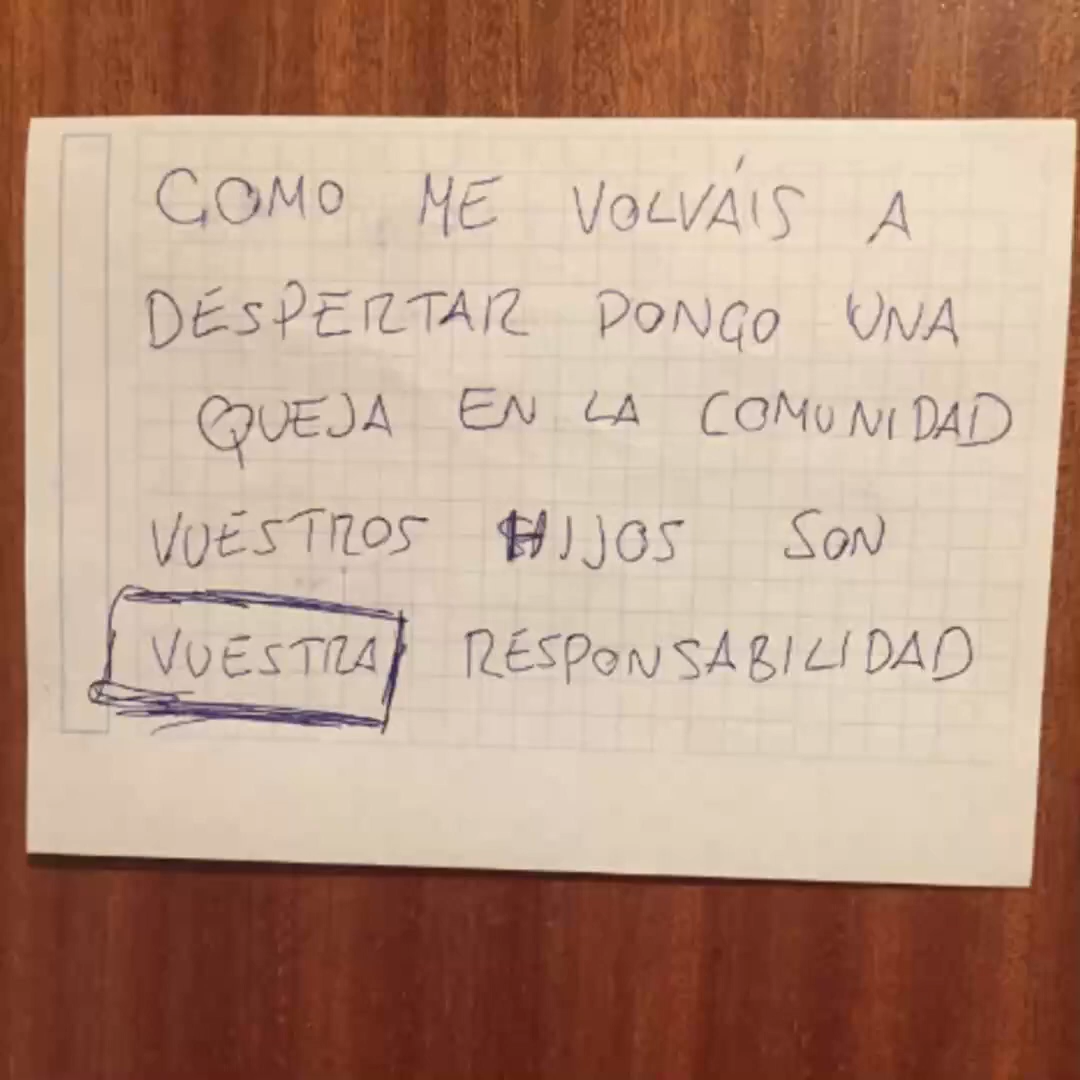 COMO ME VOLVÁIS A
DESPERTAR PONGO UNA
QUEJA EN LA COMUNIDAD
VUESTROS HIJOS SON
VUESTRA RESPONSABILIDAD